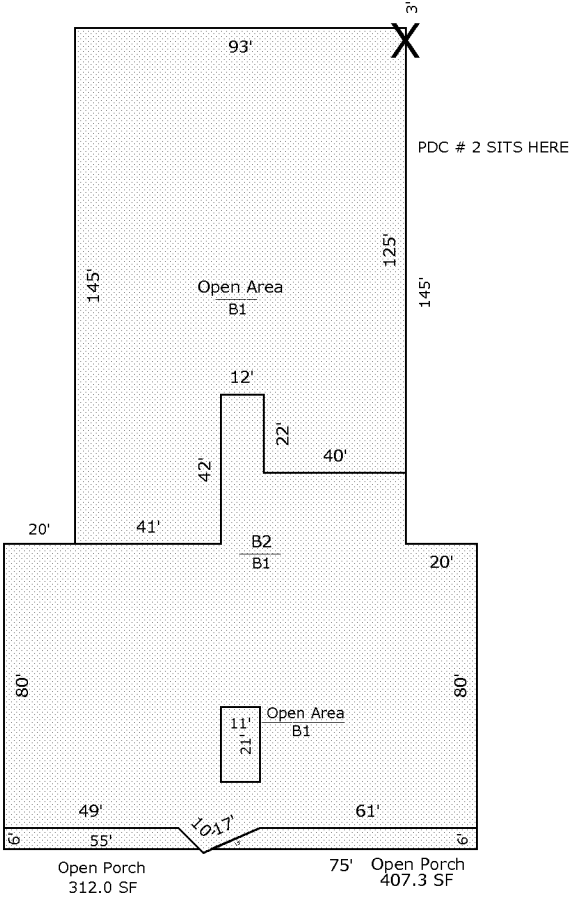 3'
93'
X
PDC # 2 SITS HERE
125'
145'
145'
Open Area
B1
12'
22'
42'
40'
20'
41'
B2
B1
20'
80'
80'
Open Area
B1
11'
21'
49'
10'
17'
61'
6'
55'
6'
Open Porch
312.0 SF
75'
Open Porch
407.3 SF